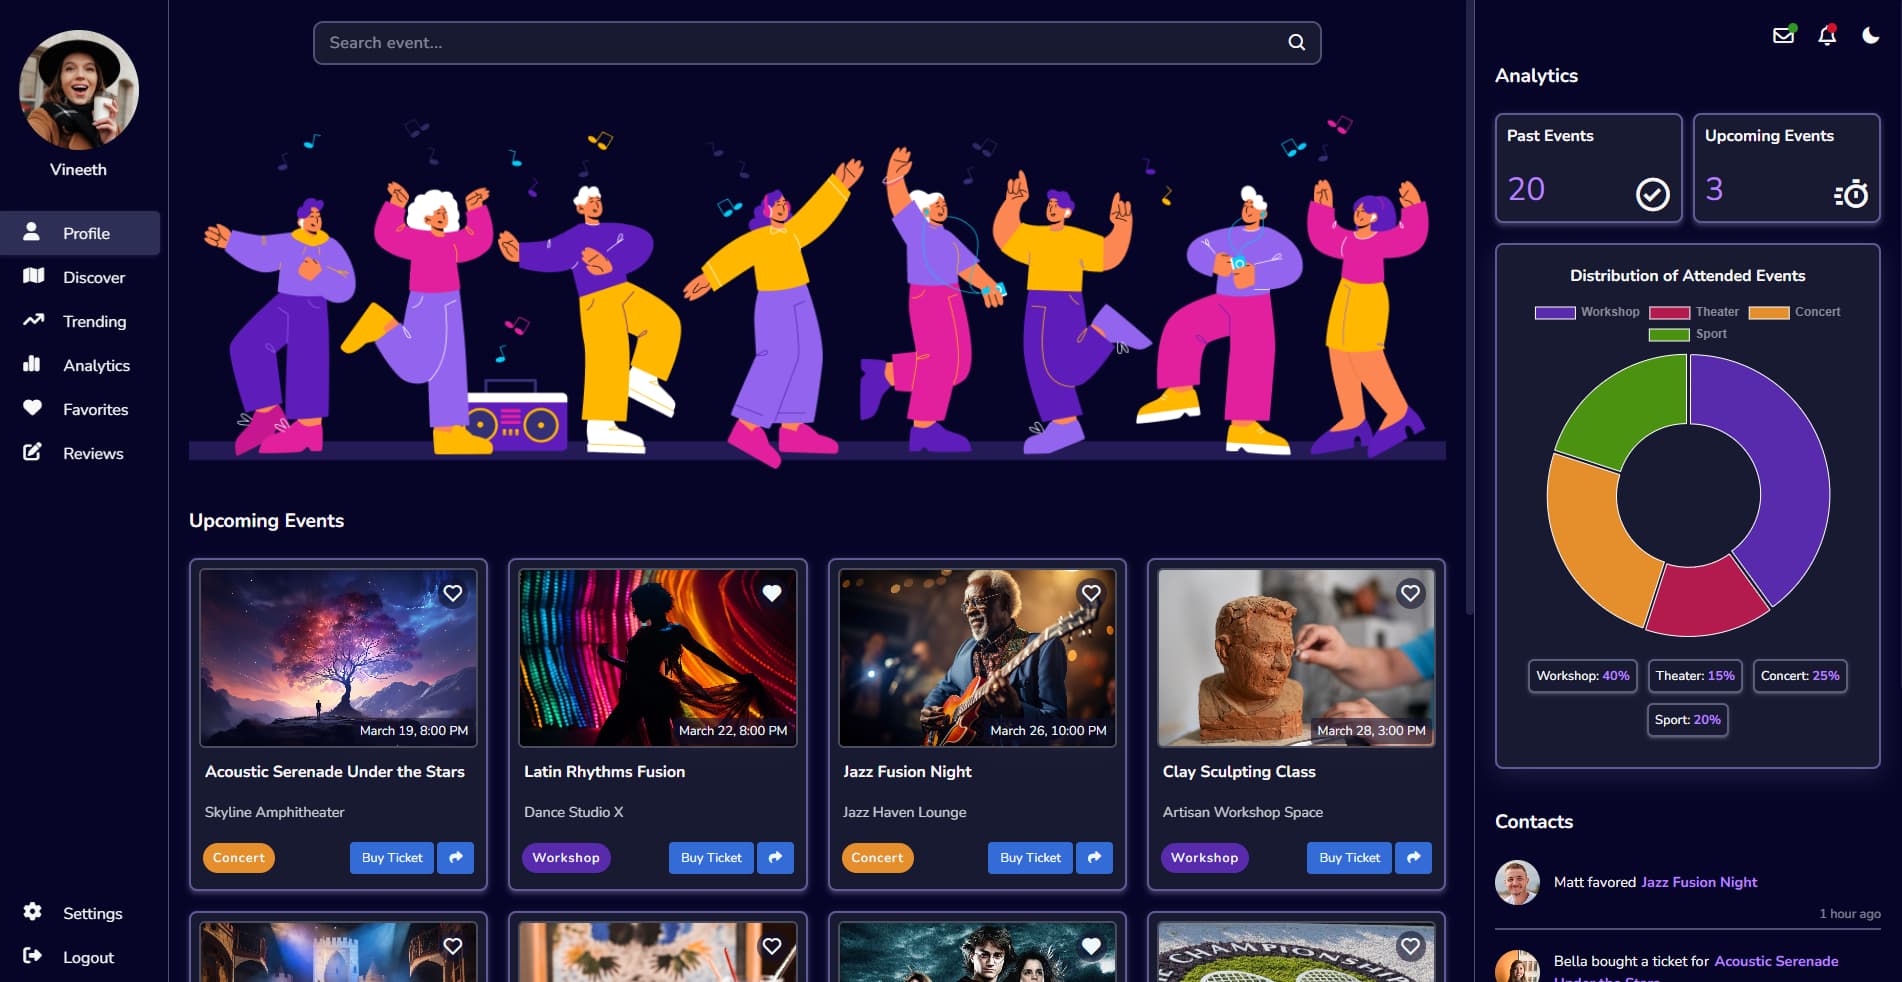 Vineeth
Profile
Discover
Trending
Analytics
Favorites
Reviews
Settings
Logout
Search event...
Upcoming Events
March 19, 8:00 PM
Acoustic Serenade Under the Stars
Skyline Amphitheater
Concert
Buy Ticket
March 22, 8:00 PM
Latin Rhythms Fusion
Dance Studio X
Workshop
Buy Ticket
March 26, 10:00 PM
Jazz Fusion Night
Jazz Haven Lounge
Concert
Buy Ticket
March 28, 3:00 PM
Clay Sculpting Class
Artisan Workshop Space
Workshop
Buy Ticket
CHAMPIONSHIP
Analytics
Past Events
20
Upcoming Events
3
Distribution of Attended Events
Workshop Theater Concert
Sport
Workshop: 40% Theater: 15% Concert: 25%
Sport: 20%
Contacts
Matt favored Jazz Fusion Night
1 hour ago
Bella bought a ticket for Acoustic Serenade
Under the Stars